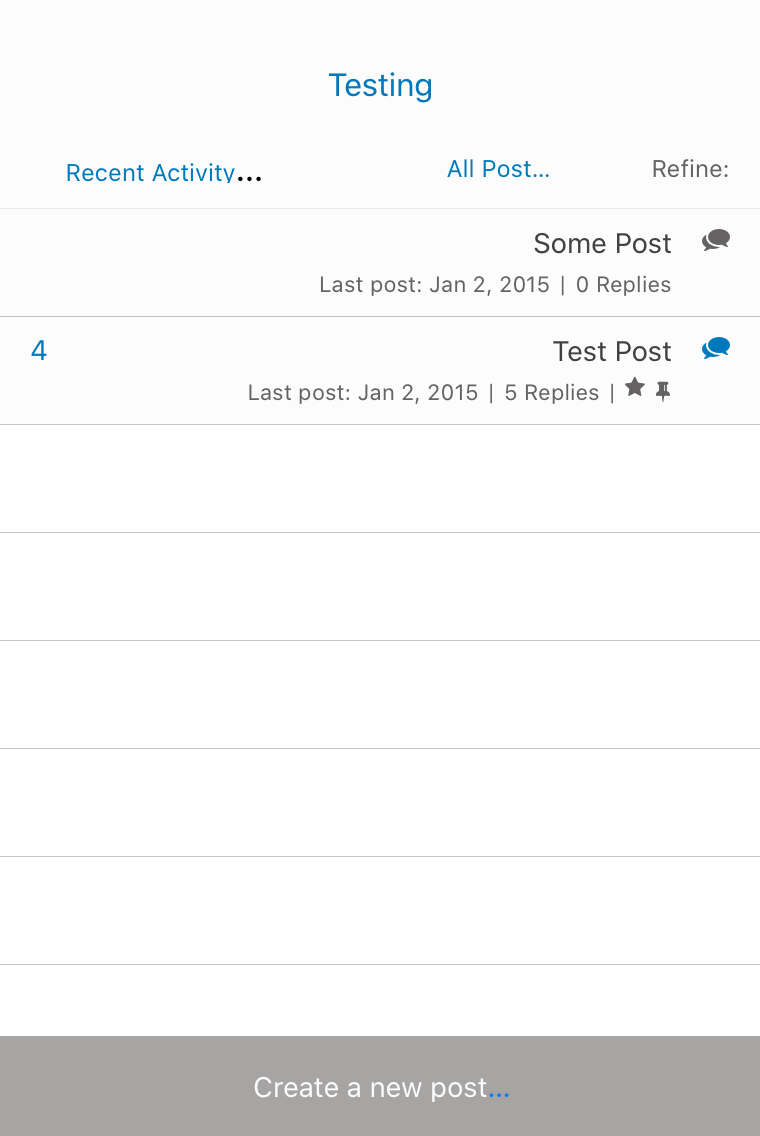 Testing
Recent Activity... All Post... Refine:
Some Post
Last post: Jan 2, 2015 | 0 Replies
4 Test Post
Last post: Jan 2, 2015 | 5 Replies |
Create a new post...